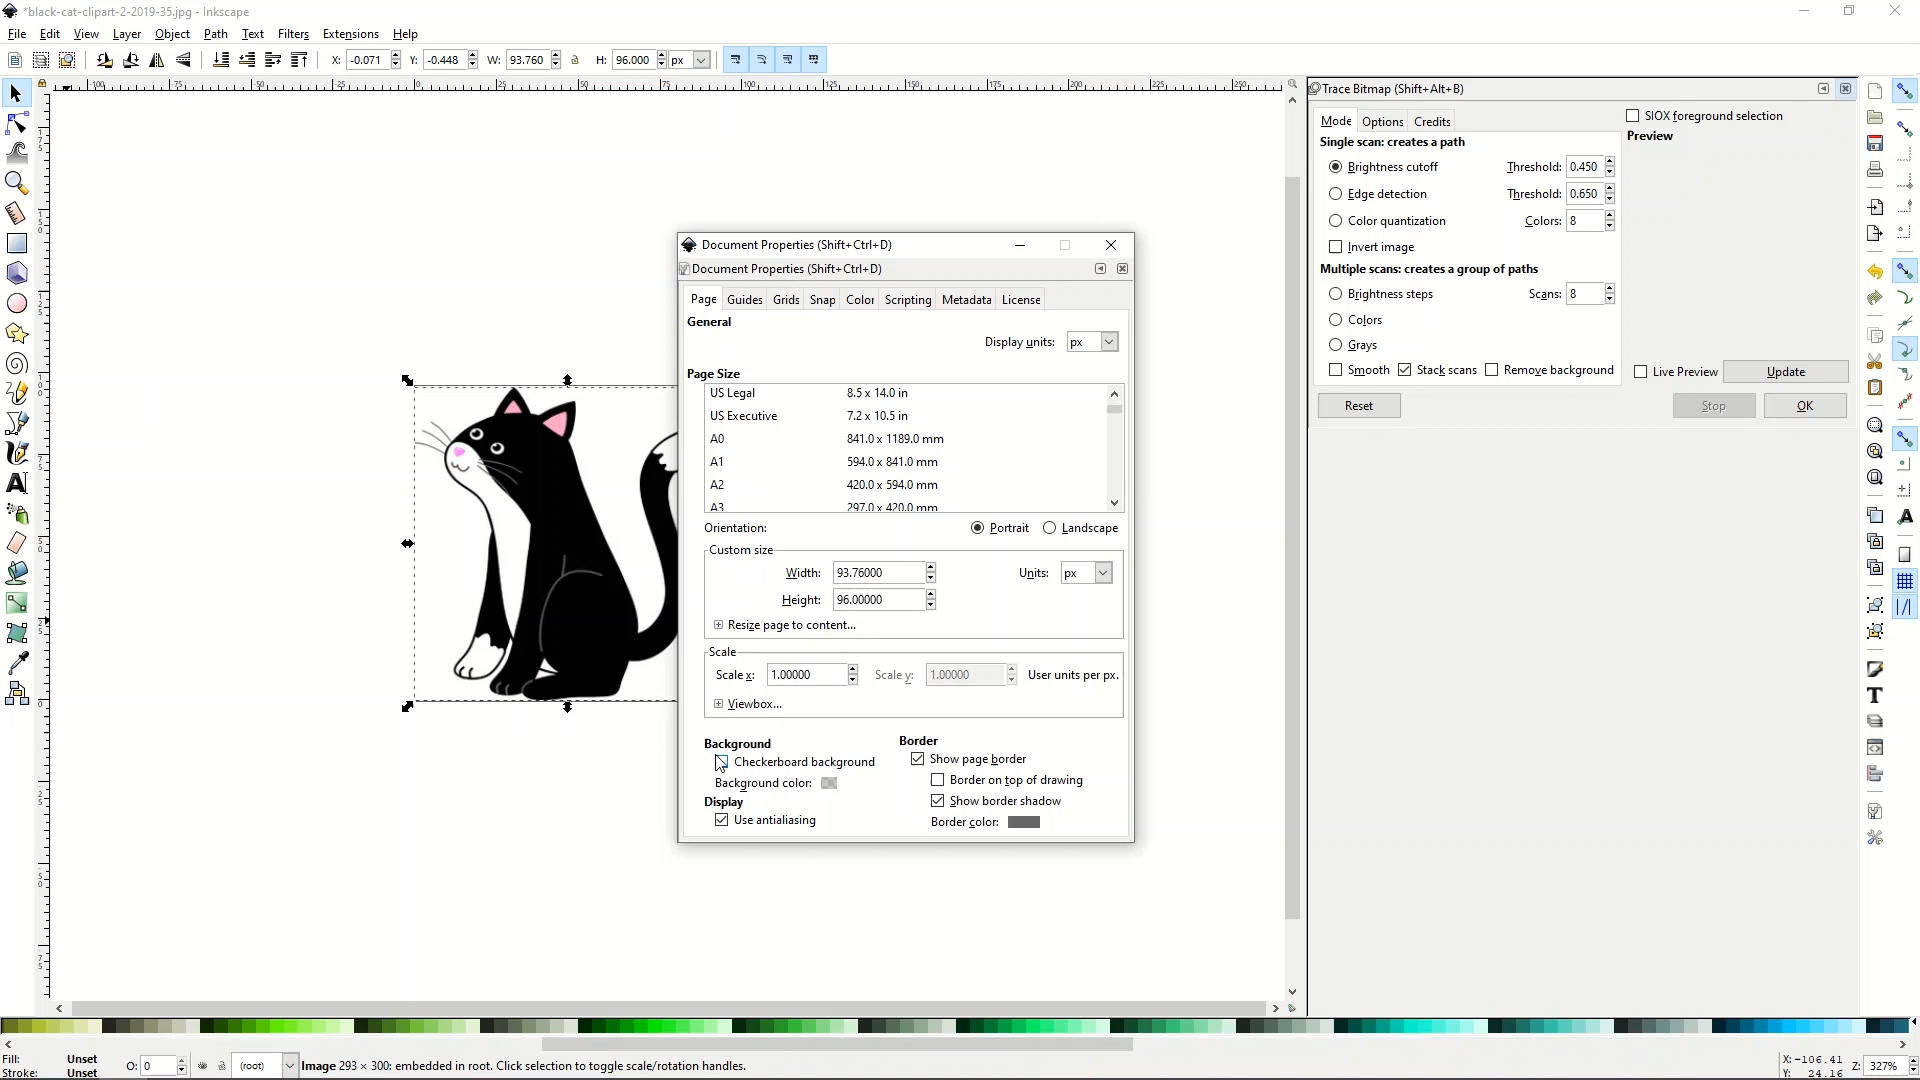 *black-cat-clipart-2-2019-35.jpg - Inkscape
File Edit View Layer Object Path Text Filters Extensions Help
X: -0.071 Y: -0.448 W: 93.760 H: 96.000 px
Trace Bitmap (Shift+Alt+B)
Mode Options Credits
SIOX foreground selection
Preview
Single scan: creates a path
Brightness cutoff Threshold: 0.450
Edge detection Threshold: 0.650
Color quantization Colors: 8
Invert image
Multiple scans: creates a group of paths
Brightness steps Scans: 8
Colors
Grays
Smooth Stack scans Remove background
Live Preview Update
Reset Stop OK
Document Properties (Shift+Ctrl+D)
Document Properties (Shift+Ctrl+D)
Page Guides Grids Snap Color Scripting Metadata License
General
Display units: px
Page Size
US Legal 8.5 x 14.0 in
US Executive 7.2 x 10.5 in
A0 841.0 x 1189.0 mm
A1 594.0 x 841.0 mm
A2 420.0 x 594.0 mm
A3 297.0 x 420.0 mm
Orientation: Portrait Landscape
Custom size
Width: 93.76000 Units: px
Height: 96.00000
Resize page to content...
Scale
Scale x: 1.00000 Scale y: 1.00000 User units per px.
Viewbox...
Background
Checkerboard background
Background color:
Display
Use antialiasing
Border
Show page border
Border on top of drawing
Show border shadow
Border color:
Fill: Unset
Stroke: Unset
O: 0
(root)
Image 293 × 300: embedded in root. Click selection to toggle scale/rotation handles.
X: -106.41
Y: 24.16
Z: 327%